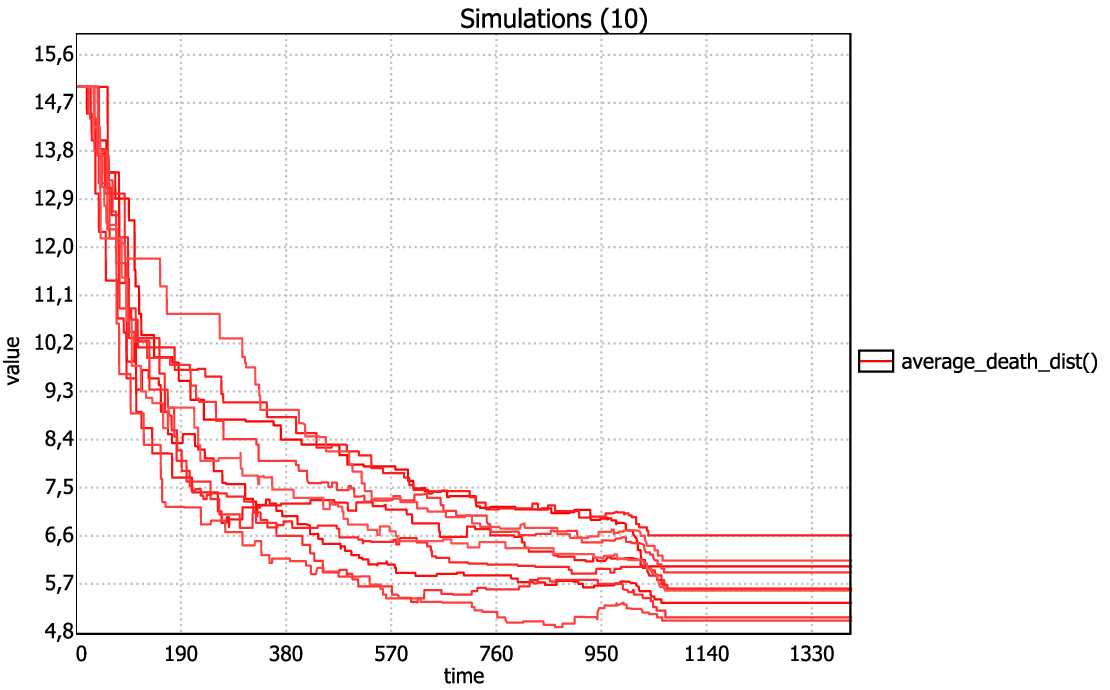 Simulations (10)
15,6
14,7
13,8
12,9
12,0
11,1
10,2
9,3
8,4
7,5
6,6
5,7
4,8
value
0 190 380 570 760 950 1140 1330
time
average_death_dist()